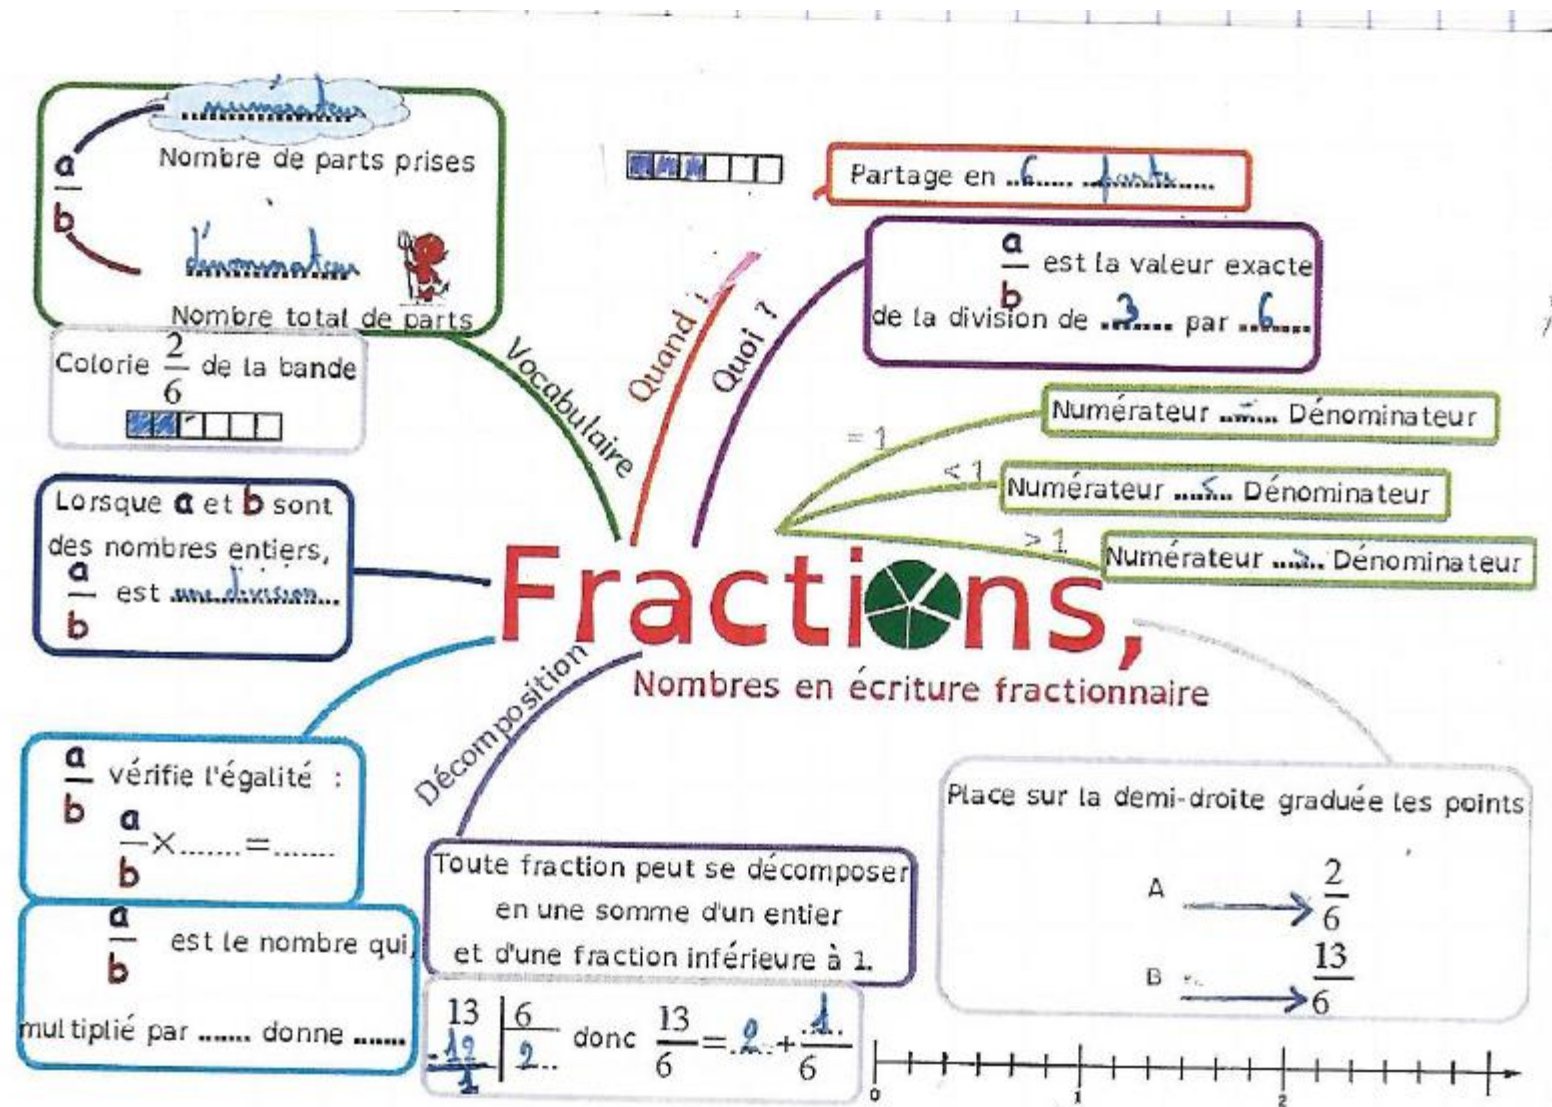 numérateur
Nombre de parts prises
a
b
dénominateur
Nombre total de parts
Colorie 2/6 de la bande
Vocabulaire
Quand ?
Partage en 6 parts
Quoi ?
a/b est la valeur exacte
de la division de 3 par 6
= 1
Numérateur = Dénominateur
< 1
Numérateur < Dénominateur
> 1
Numérateur > Dénominateur
Lorsque a et b sont
des nombres entiers,
a/b est une division
Fractions,
Nombres en écriture fractionnaire
Décomposition
a/b vérifie l'égalité :
a/b × ....... = .......
a/b est le nombre qui,
multiplié par ....... donne .......
Toute fraction peut se décomposer
en une somme d'un entier
et d'une fraction inférieure à 1.
13 | 6
-12 | 2
1
donc 13/6 = 2 + 1/6
Place sur la demi-droite graduée les points
A → 2/6
B → 13/6
0 1 2